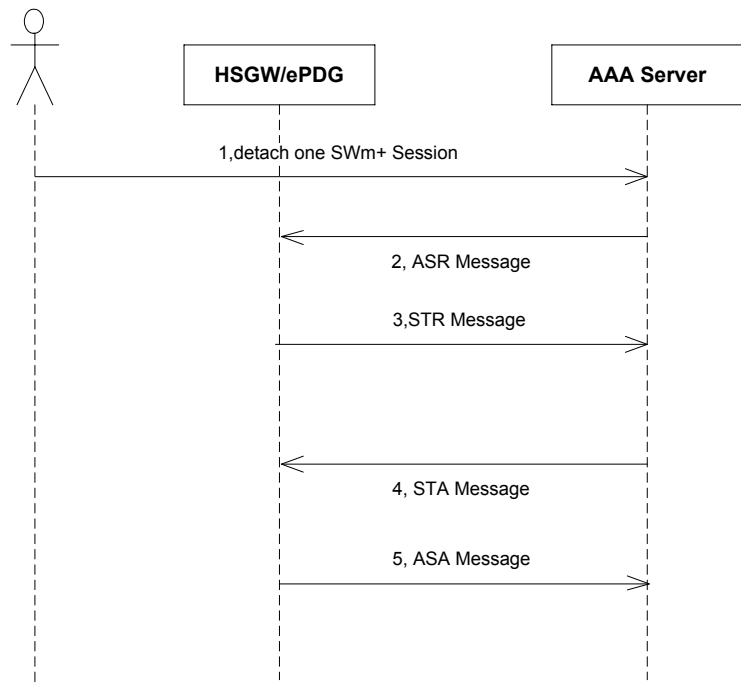 HSGW/ePDG
AAA Server
1,detach one SWm+ Session
2, ASR Message
3,STR Message
4, STA Message
5, ASA Message